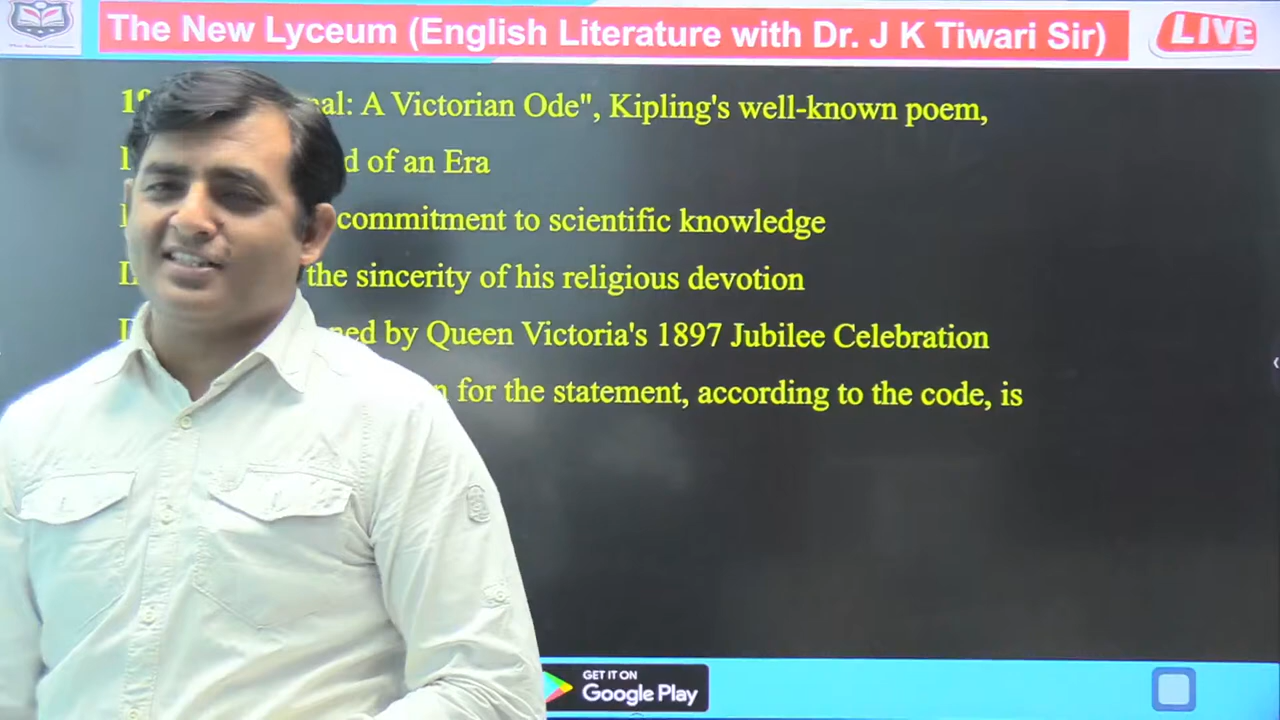 The New Lyceum (English Literature with Dr. J K Tiwari Sir)
LIVE
: A Victorian Ode", Kipling's well-known poem,
of an Era
commitment to scientific knowledge
the sincerity of his religious devotion
by Queen Victoria's 1897 Jubilee Celebration
for the statement, according to the code, is
GET IT ON
Google Play